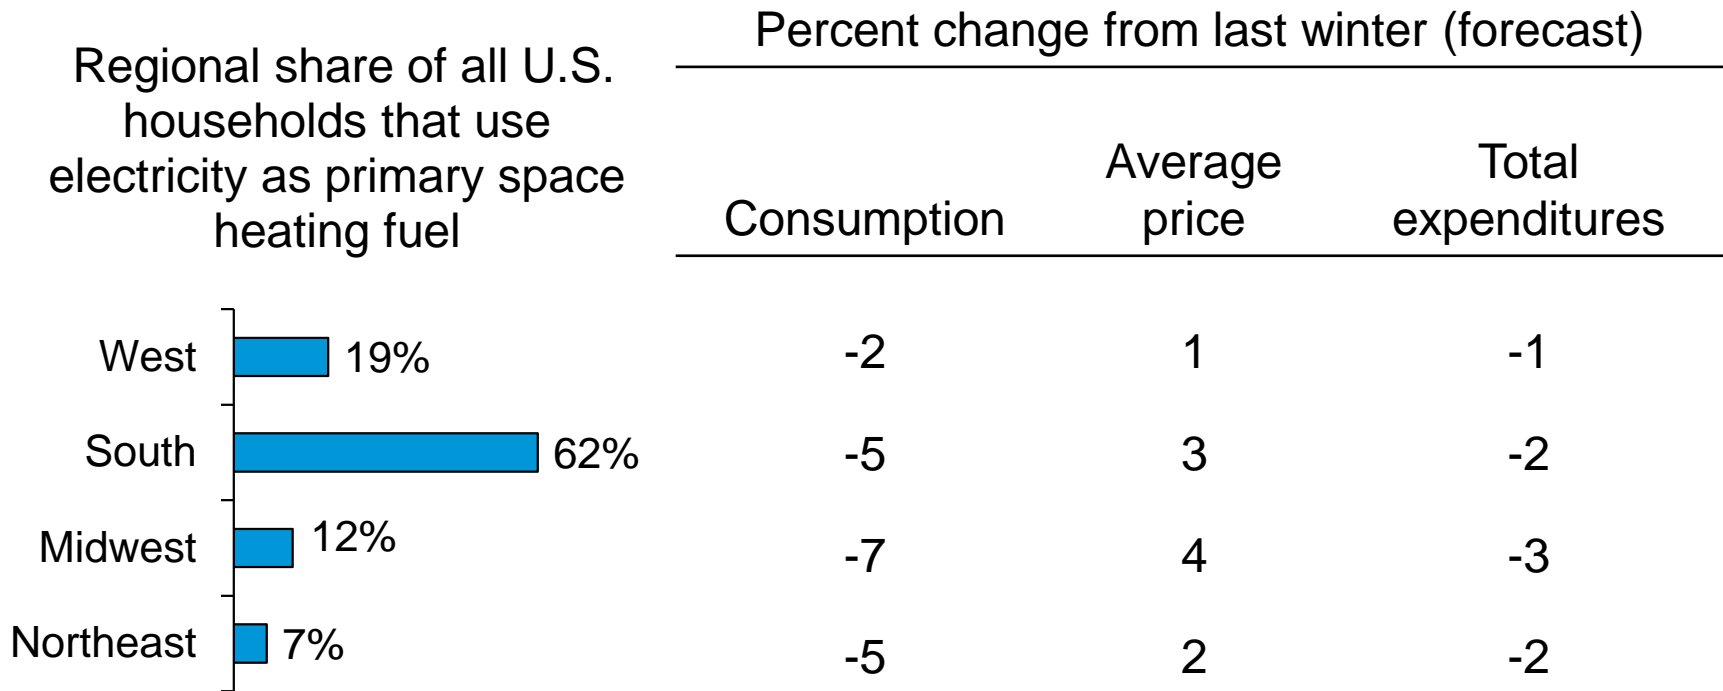 Regional share of all U.S.
households that use
electricity as primary space
heating fuel
Percent change from last winter (forecast)
Consumption
Average
price
Total
expenditures
West 19% -2 1 -1
South 62% -5 3 -2
Midwest 12% -7 4 -3
Northeast 7% -5 2 -2